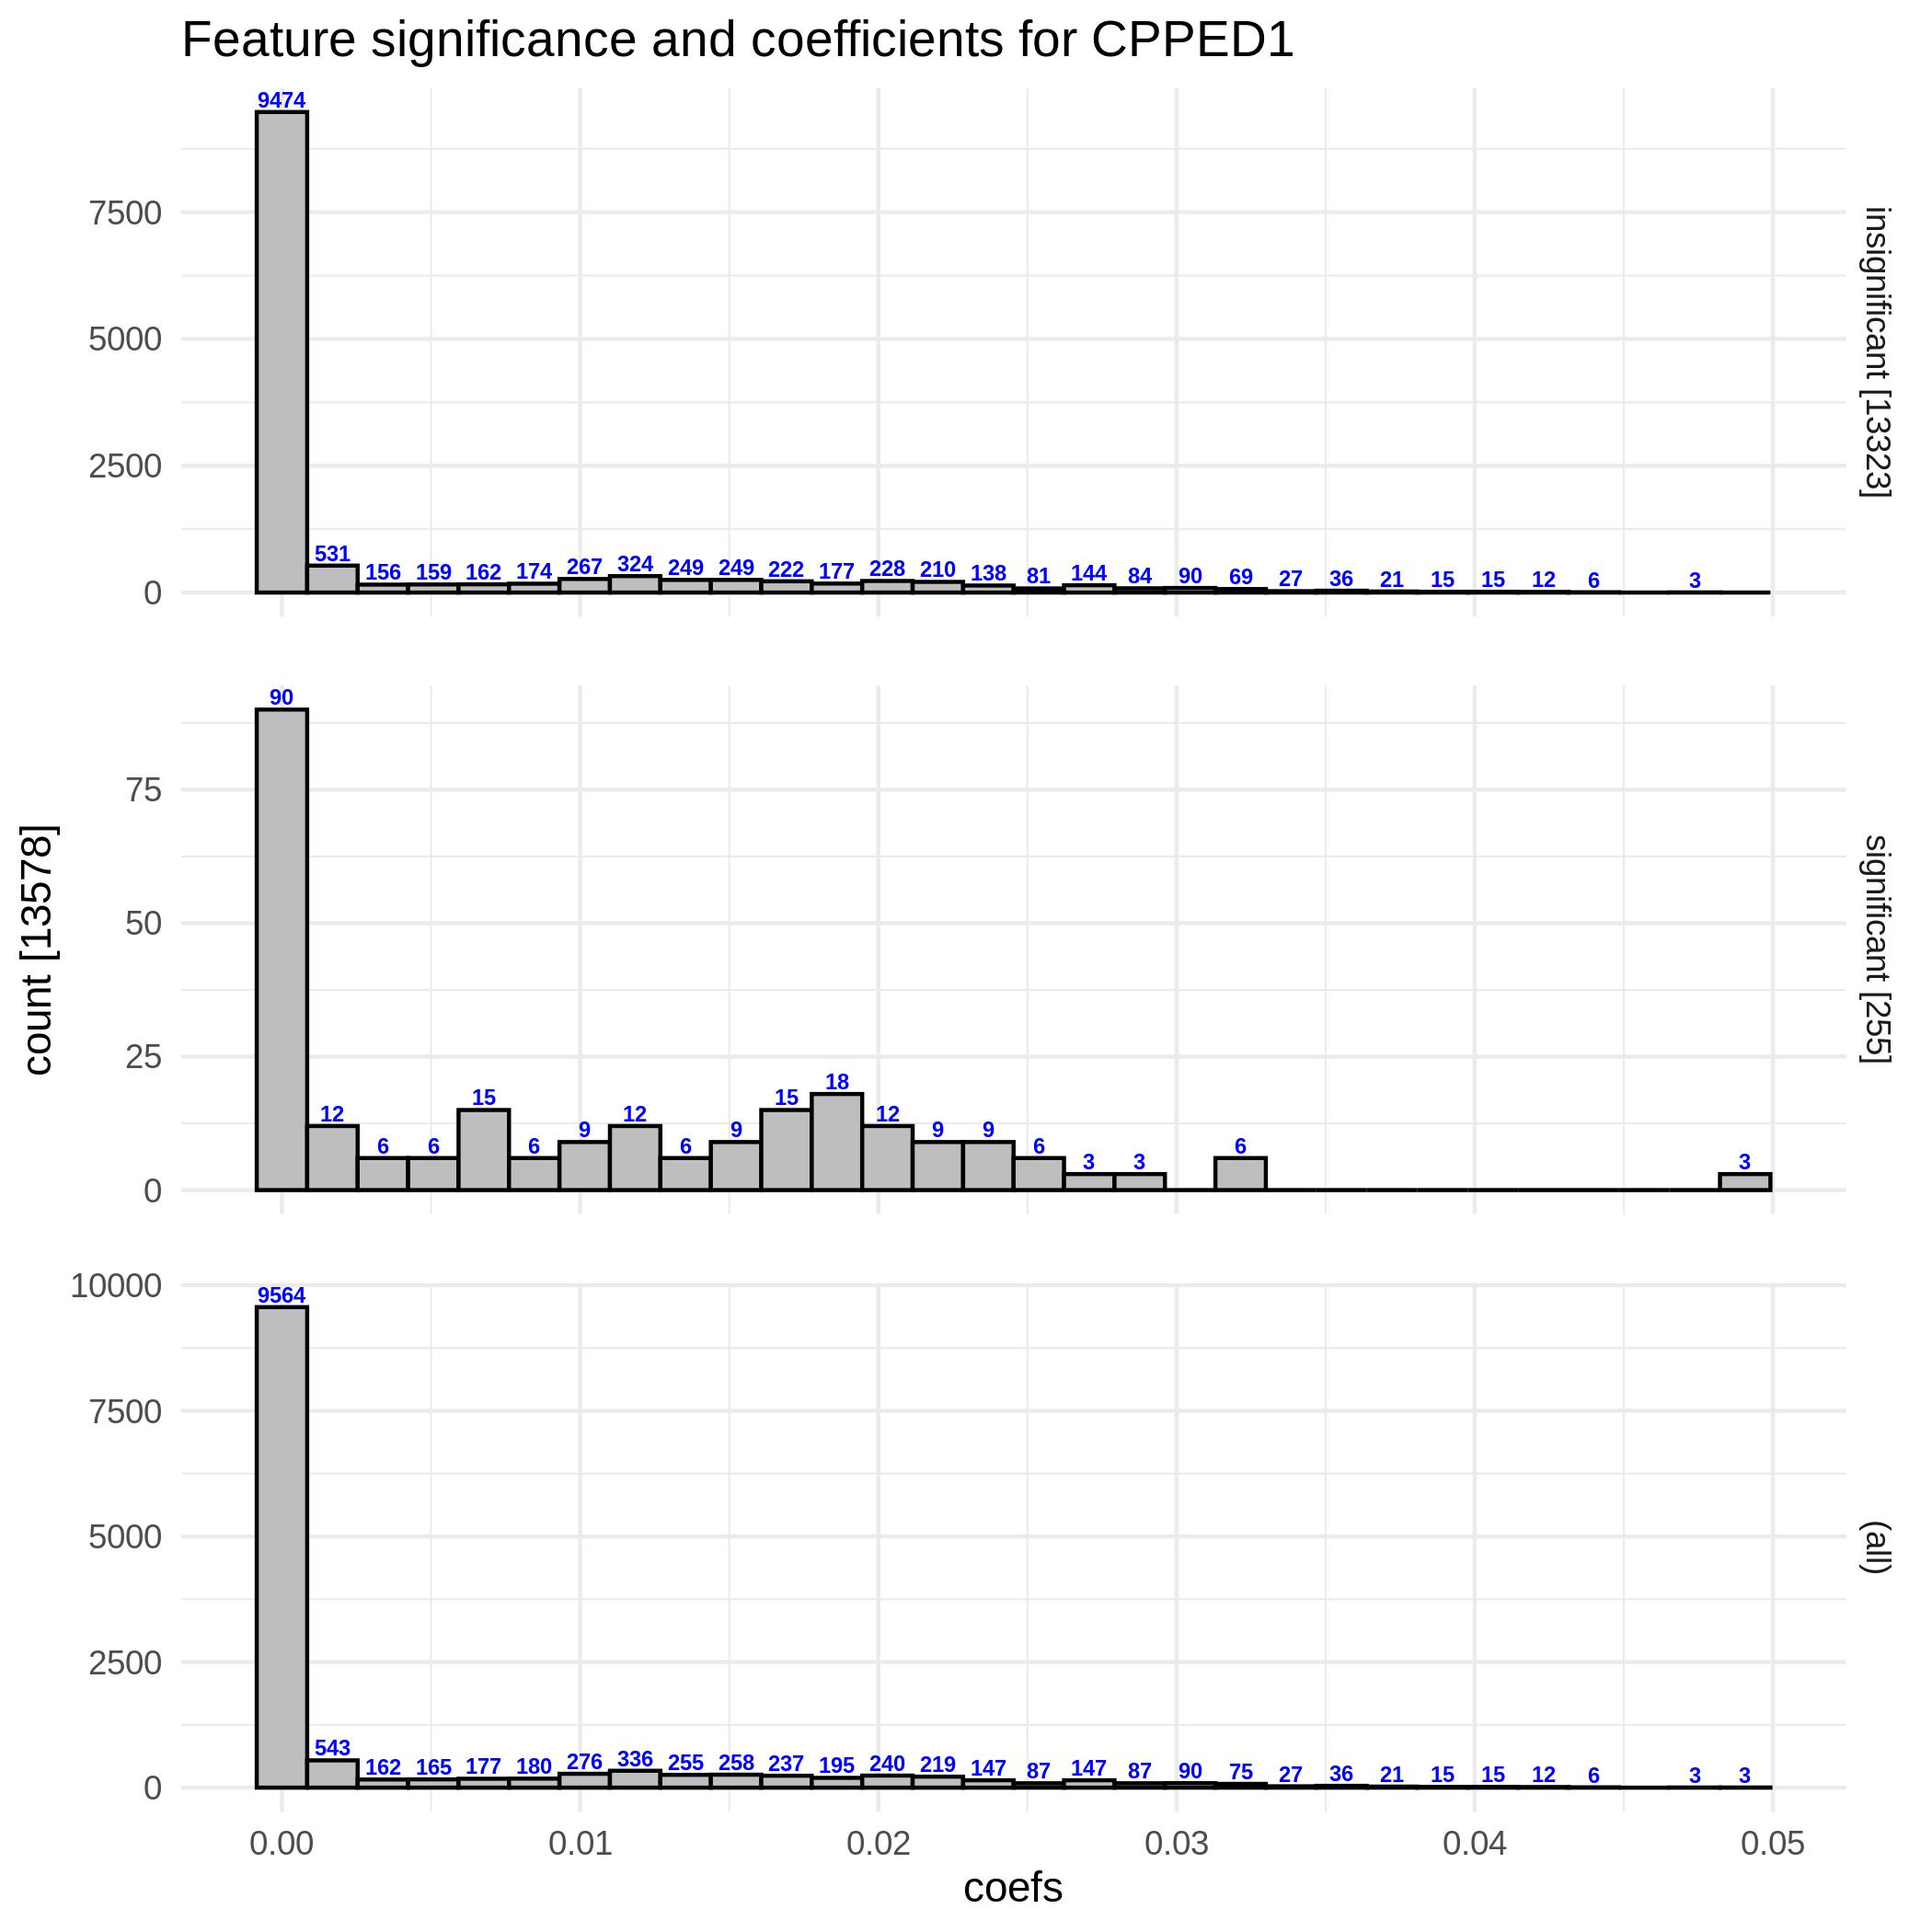 Feature significance and coefficients for CPPED1
count [13578]
9474
531 156 159 162 174 267 324 249 249 222 177 228 210 138 81 144 84 90 69 27 36 21 15 15 12 6 3
7500
5000
2500
0
insignificant [13323]
90
12 6 6 15 6 9 12 6 9 15 18 12 9 9 6 3 3 6 3
75
50
25
0
significant [255]
9564
543 162 165 177 180 276 336 255 258 237 195 240 219 147 87 147 87 90 75 27 36 21 15 15 12 6 3 3
10000
7500
5000
2500
0
(all)
0.00 0.01 0.02 0.03 0.04 0.05
coefs